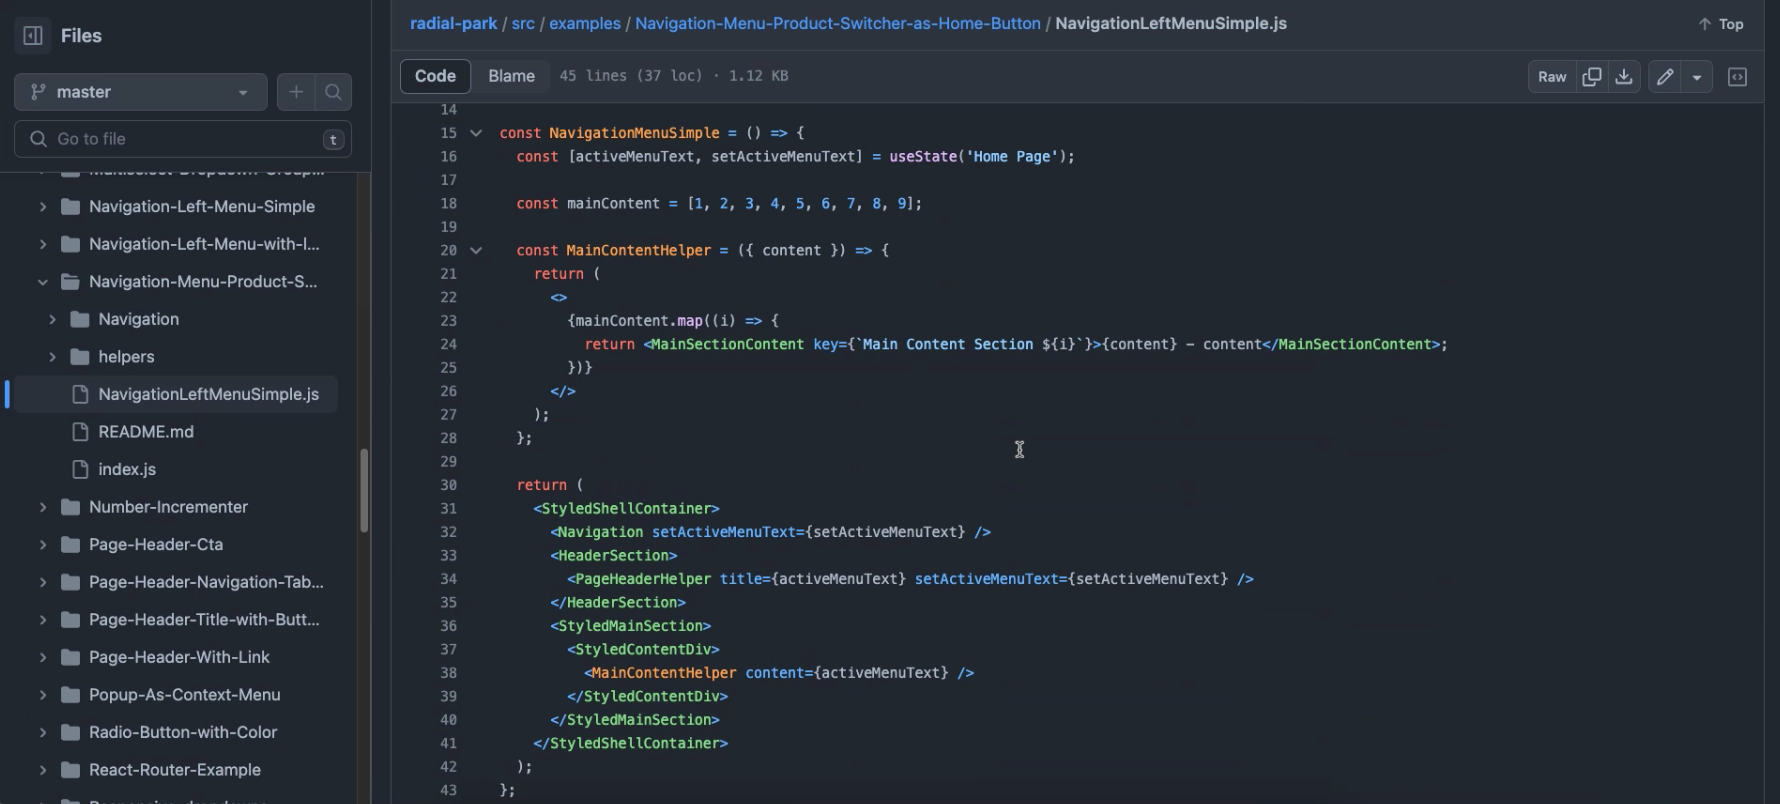 Files
master
Go to file
t
Navigation-Left-Menu-Simple
Navigation-Left-Menu-with-I...
Navigation-Menu-Product-S...
Navigation
helpers
NavigationLeftMenuSimple.js
README.md
index.js
Number-Incrementer
Page-Header-Cta
Page-Header-Navigation-Tab...
Page-Header-Title-with-Butt...
Page-Header-With-Link
Popup-As-Context-Menu
Radio-Button-with-Color
React-Router-Example
radial-park / src / examples / Navigation-Menu-Product-Switcher-as-Home-Button / NavigationLeftMenuSimple.js
↑ Top
Code Blame 45 lines (37 loc) · 1.12 KB
Raw
14
15 const NavigationMenuSimple = () => {
16 const [activeMenuText, setActiveMenuText] = useState('Home Page');
17
18 const mainContent = [1, 2, 3, 4, 5, 6, 7, 8, 9];
19
20 const MainContentHelper = ({ content }) => {
21 return (
22 <>
23 {mainContent.map((i) => {
24 return <MainSectionContent key={`Main Content Section ${i}`}>{content} – content</MainSectionContent>;
25 })}
26 </>
27 );
28 };
29
30 return (
31 <StyledShellContainer>
32 <Navigation setActiveMenuText={setActiveMenuText} />
33 <HeaderSection>
34 <PageHeaderHelper title={activeMenuText} setActiveMenuText={setActiveMenuText} />
35 </HeaderSection>
36 <StyledMainSection>
37 <StyledContentDiv>
38 <MainContentHelper content={activeMenuText} />
39 </StyledContentDiv>
40 </StyledMainSection>
41 </StyledShellContainer>
42 );
43 };